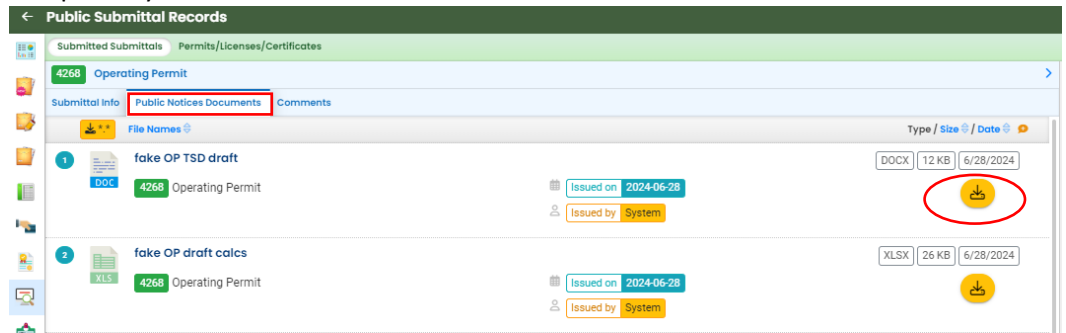 ← Public Submittal Records
Submitted Submittals Permits/Licenses/Certificates
4268 Operating Permit
Submittal Info Public Notices Documents Comments
File Names Type / Size / Date
1 fake OP TSD draft DOCX 12 KB 6/28/2024
DOC 4268 Operating Permit Issued on 2024-06-28
Issued by System
2 fake OP draft calcs XLSX 26 KB 6/28/2024
XLS 4268 Operating Permit Issued on 2024-06-28
Issued by System